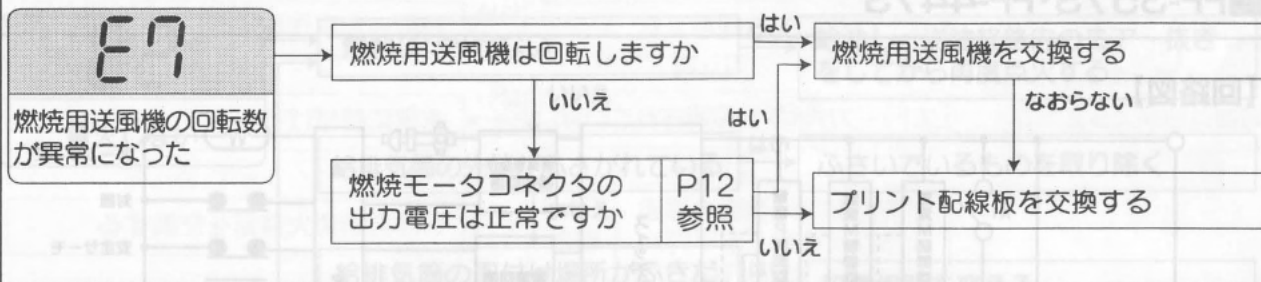 E7
燃焼用送風機の回転数
が異常になった
燃焼用送風機は回転しますか
はい
燃焼用送風機を交換する
いいえ
はい
なおらない
燃焼モータコネクタの
出力電圧は正常ですか
P12
参照
いいえ
プリント配線板を交換する